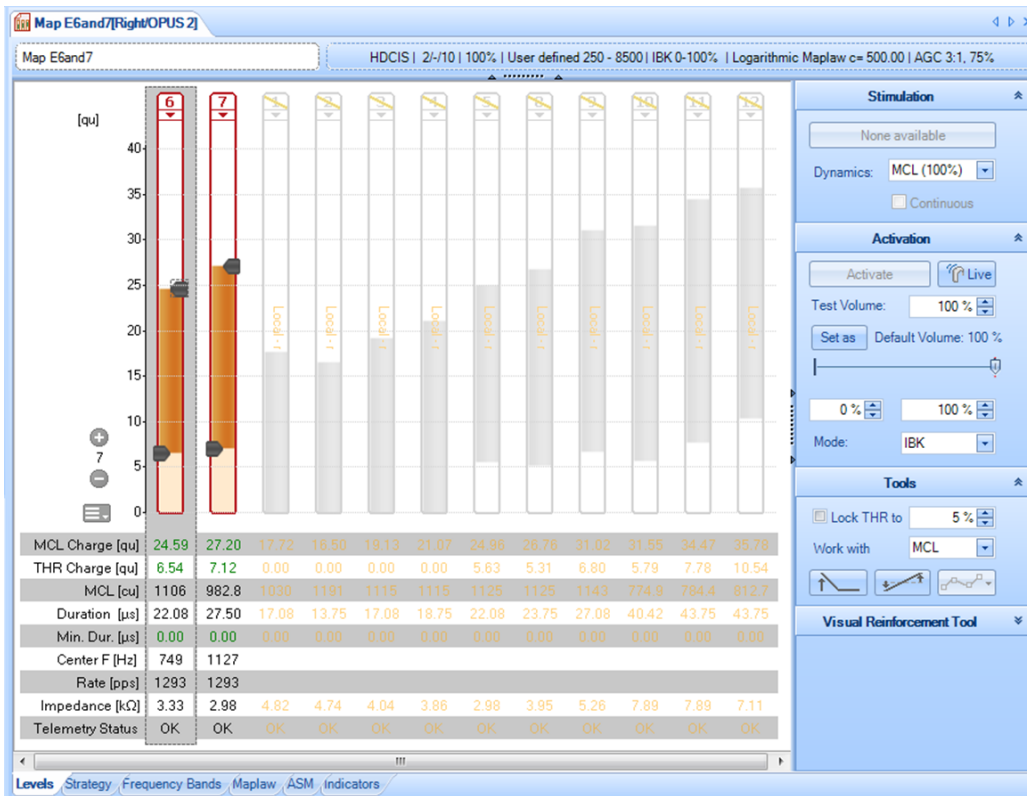 Map E6and7[Right/OPUS 2]
Map E6and7
HDCIS | 2/-/10 | 100% | User defined 250 - 8500 | IBK 0-100% | Logarithmic Maplaw c= 500.00 | AGC 3:1, 75%
[qu]
6 7 1 2 3 4 5 8 9 10 11 12
40
35
30
25
20
15
10
5
0
7
Local - r Local - r Local - r Local - r
MCL Charge [qu] 24.59 27.20 17.72 16.50 19.13 21.07 24.86 26.76 31.02 31.55 34.47 35.78
THR Charge [qu] 6.54 7.12 0.00 0.00 0.00 0.00 5.63 5.31 6.80 5.79 7.78 10.54
MCL [cu] 1106 982.8 1030 1191 1115 1115 1125 1125 1143 774.9 784.4 812.7
Duration [µs] 22.08 27.50 17.08 13.75 17.08 18.75 22.08 23.75 27.08 40.42 43.75 43.75
Min. Dur. [µs] 0.00 0.00 0.00 0.00 0.00 0.00 0.00 0.00 0.00 0.00 0.00 0.00
Center F [Hz] 749 1127
Rate [pps] 1293 1293
Impedance [kΩ] 3.33 2.98 4.82 4.74 4.04 3.86 2.98 3.95 5.26 7.89 7.89 7.11
Telemetry Status OK OK OK OK OK OK OK OK OK OK OK OK
Levels Strategy Frequency Bands Maplaw ASM Indicators
Stimulation
None available
Dynamics: MCL (100%)
Continuous
Activation
Activate Live
Test Volume: 100 %
Set as Default Volume: 100 %
0 % 100 %
Mode: IBK
Tools
Lock THR to 5 %
Work with MCL
Visual Reinforcement Tool